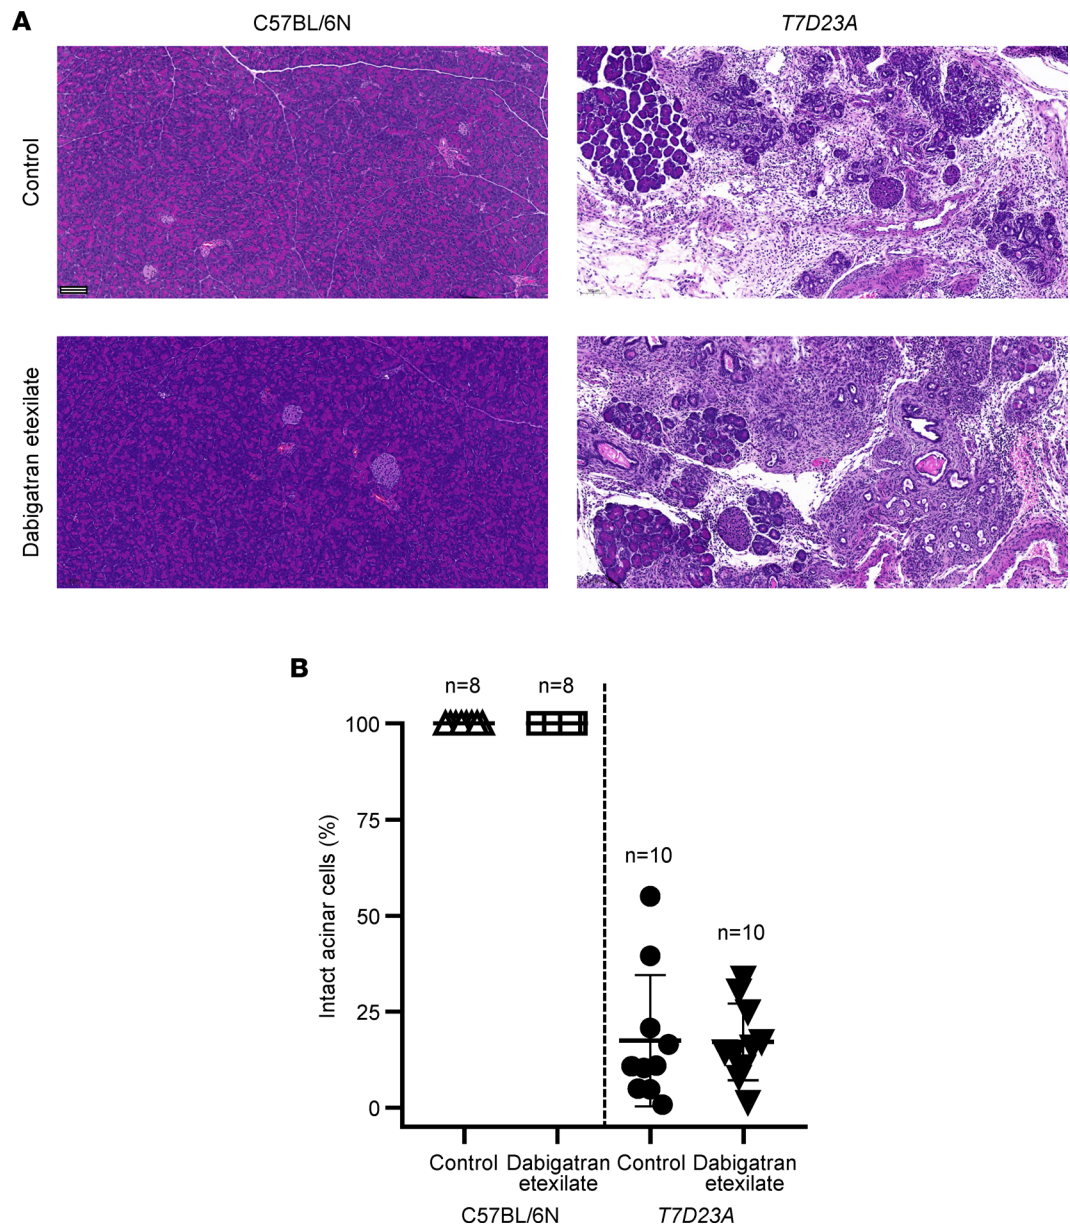 A
C57BL/6N
T7D23A
Control
Dabigatran etexilate
B
n=8
n=8
n=10
n=10
Intact acinar cells (%)
100
75
50
25
0
Control
Dabigatran
etexilate
Control
Dabigatran
etexilate
C57BL/6N
T7D23A